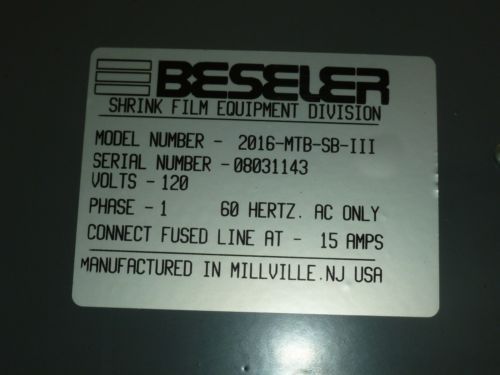 BESELER
SHRINK FILM EQUIPMENT DIVISION
MODEL NUMBER - 2016-MTB-SB-III
SERIAL NUMBER - 08031143
VOLTS - 120
PHASE - 1 60 HERTZ. AC ONLY
CONNECT FUSED LINE AT - 15 AMPS
MANUFACTURED IN MILLVILLE.NJ USA